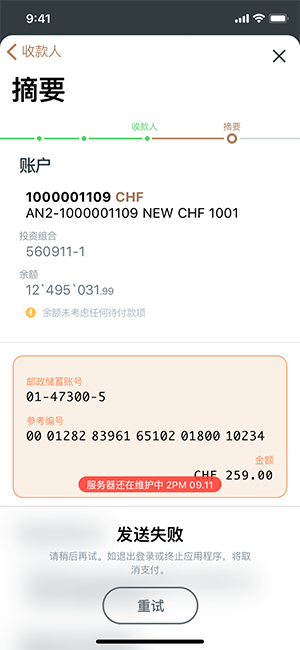 9:41
收款人
摘要
收款人
摘要
账户
1000001109 CHF
AN2-1000001109 NEW CHF 1001
投资组合
560911-1
余额
12`495`031.99
余额未考虑任何待付款项
邮政储蓄账号
01-47300-5
参考编号
00 01282 83961 65102 01800 10234
金额
CHF 259.00
服务器还在维护中 2PM 09.11
发送失败
请稍后再试。如退出登录或终止应用程序，将取
消支付。
重试